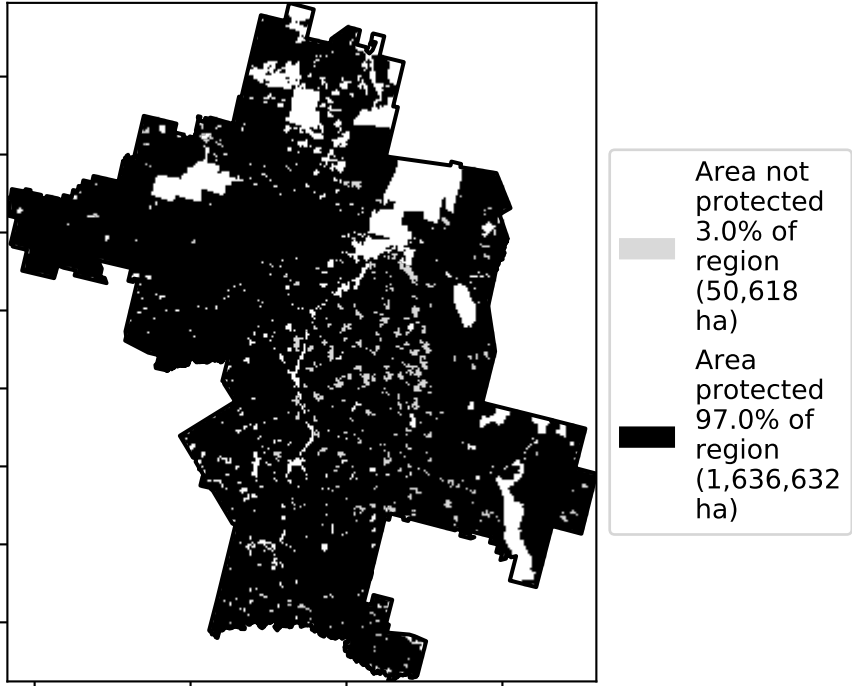 Area not
protected
3.0% of
region
(50,618
ha)
Area
protected
97.0% of
region
(1,636,632
ha)